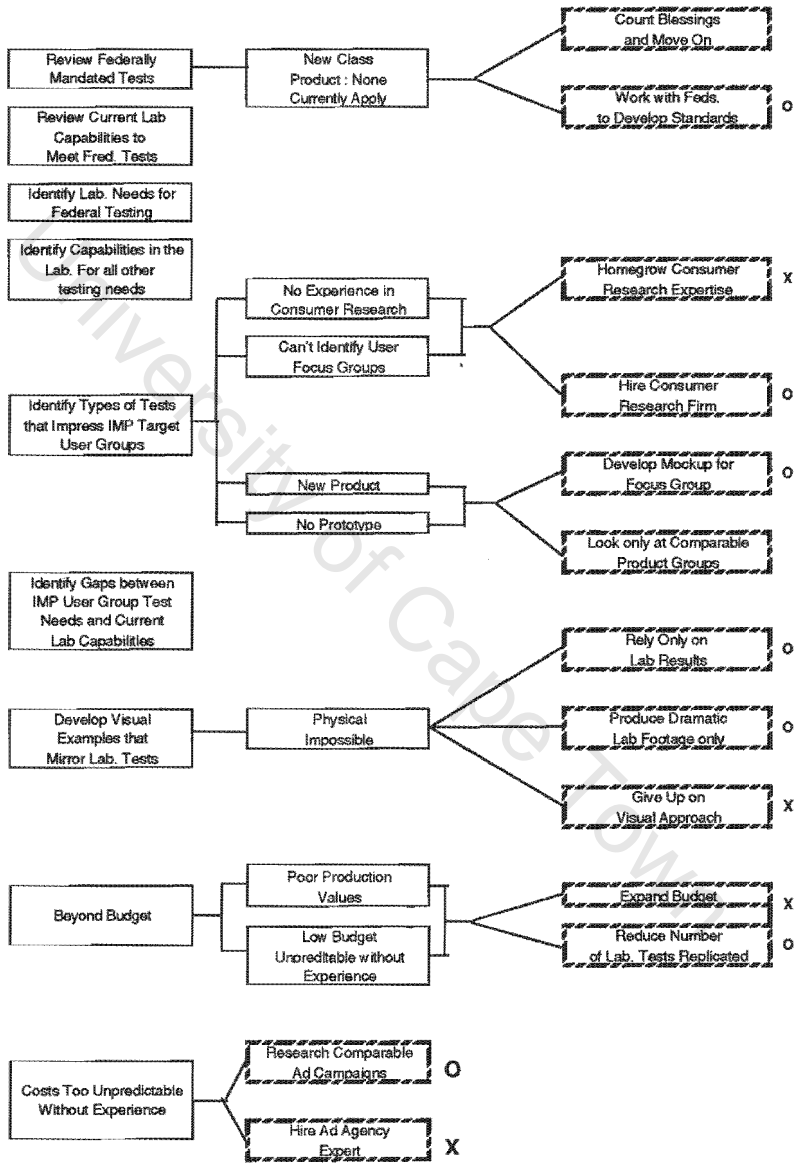 Count Blessings
and Move On
Review Federally
Mandated Tests
New Class
Product : None
Currently Apply
Work with Feds.
to Develop Standards
O
Review Current Lab
Capabilities to
Meet Fred. Tests
Identify Lab. Needs for
Federal Testing
Identify Capabilities in the
Lab. For all other
testing needs
No Experience in
Consumer Research
Homegrow Consumer
Research Expertise
X
Can't Identify User
Focus Groups
Identify Types of Tests
that Impress IMP Target
User Groups
Hire Consumer
Research Firm
O
New Product
No Prototype
Develop Mockup for
Focus Group
O
Look only at Comparable
Product Groups
Identify Gaps between
IMP User Group Test
Needs and Current
Lab Capabilities
Rely Only on
Lab Results
O
Develop Visual
Examples that
Mirror Lab. Tests
Physical
Impossible
Produce Dramatic
Lab Footage only
O
Give Up on
Visual Approach
X
Beyond Budget
Poor Production
Values
Low Budget
Unpreditable without
Experience
Expand Budget
X
Reduce Number
of Lab. Tests Replicated
O
Costs Too Unpredictable
Without Experience
Research Comparable
Ad Campaigns
O
Hire Ad Agency
Expert
X
University of Cape Town